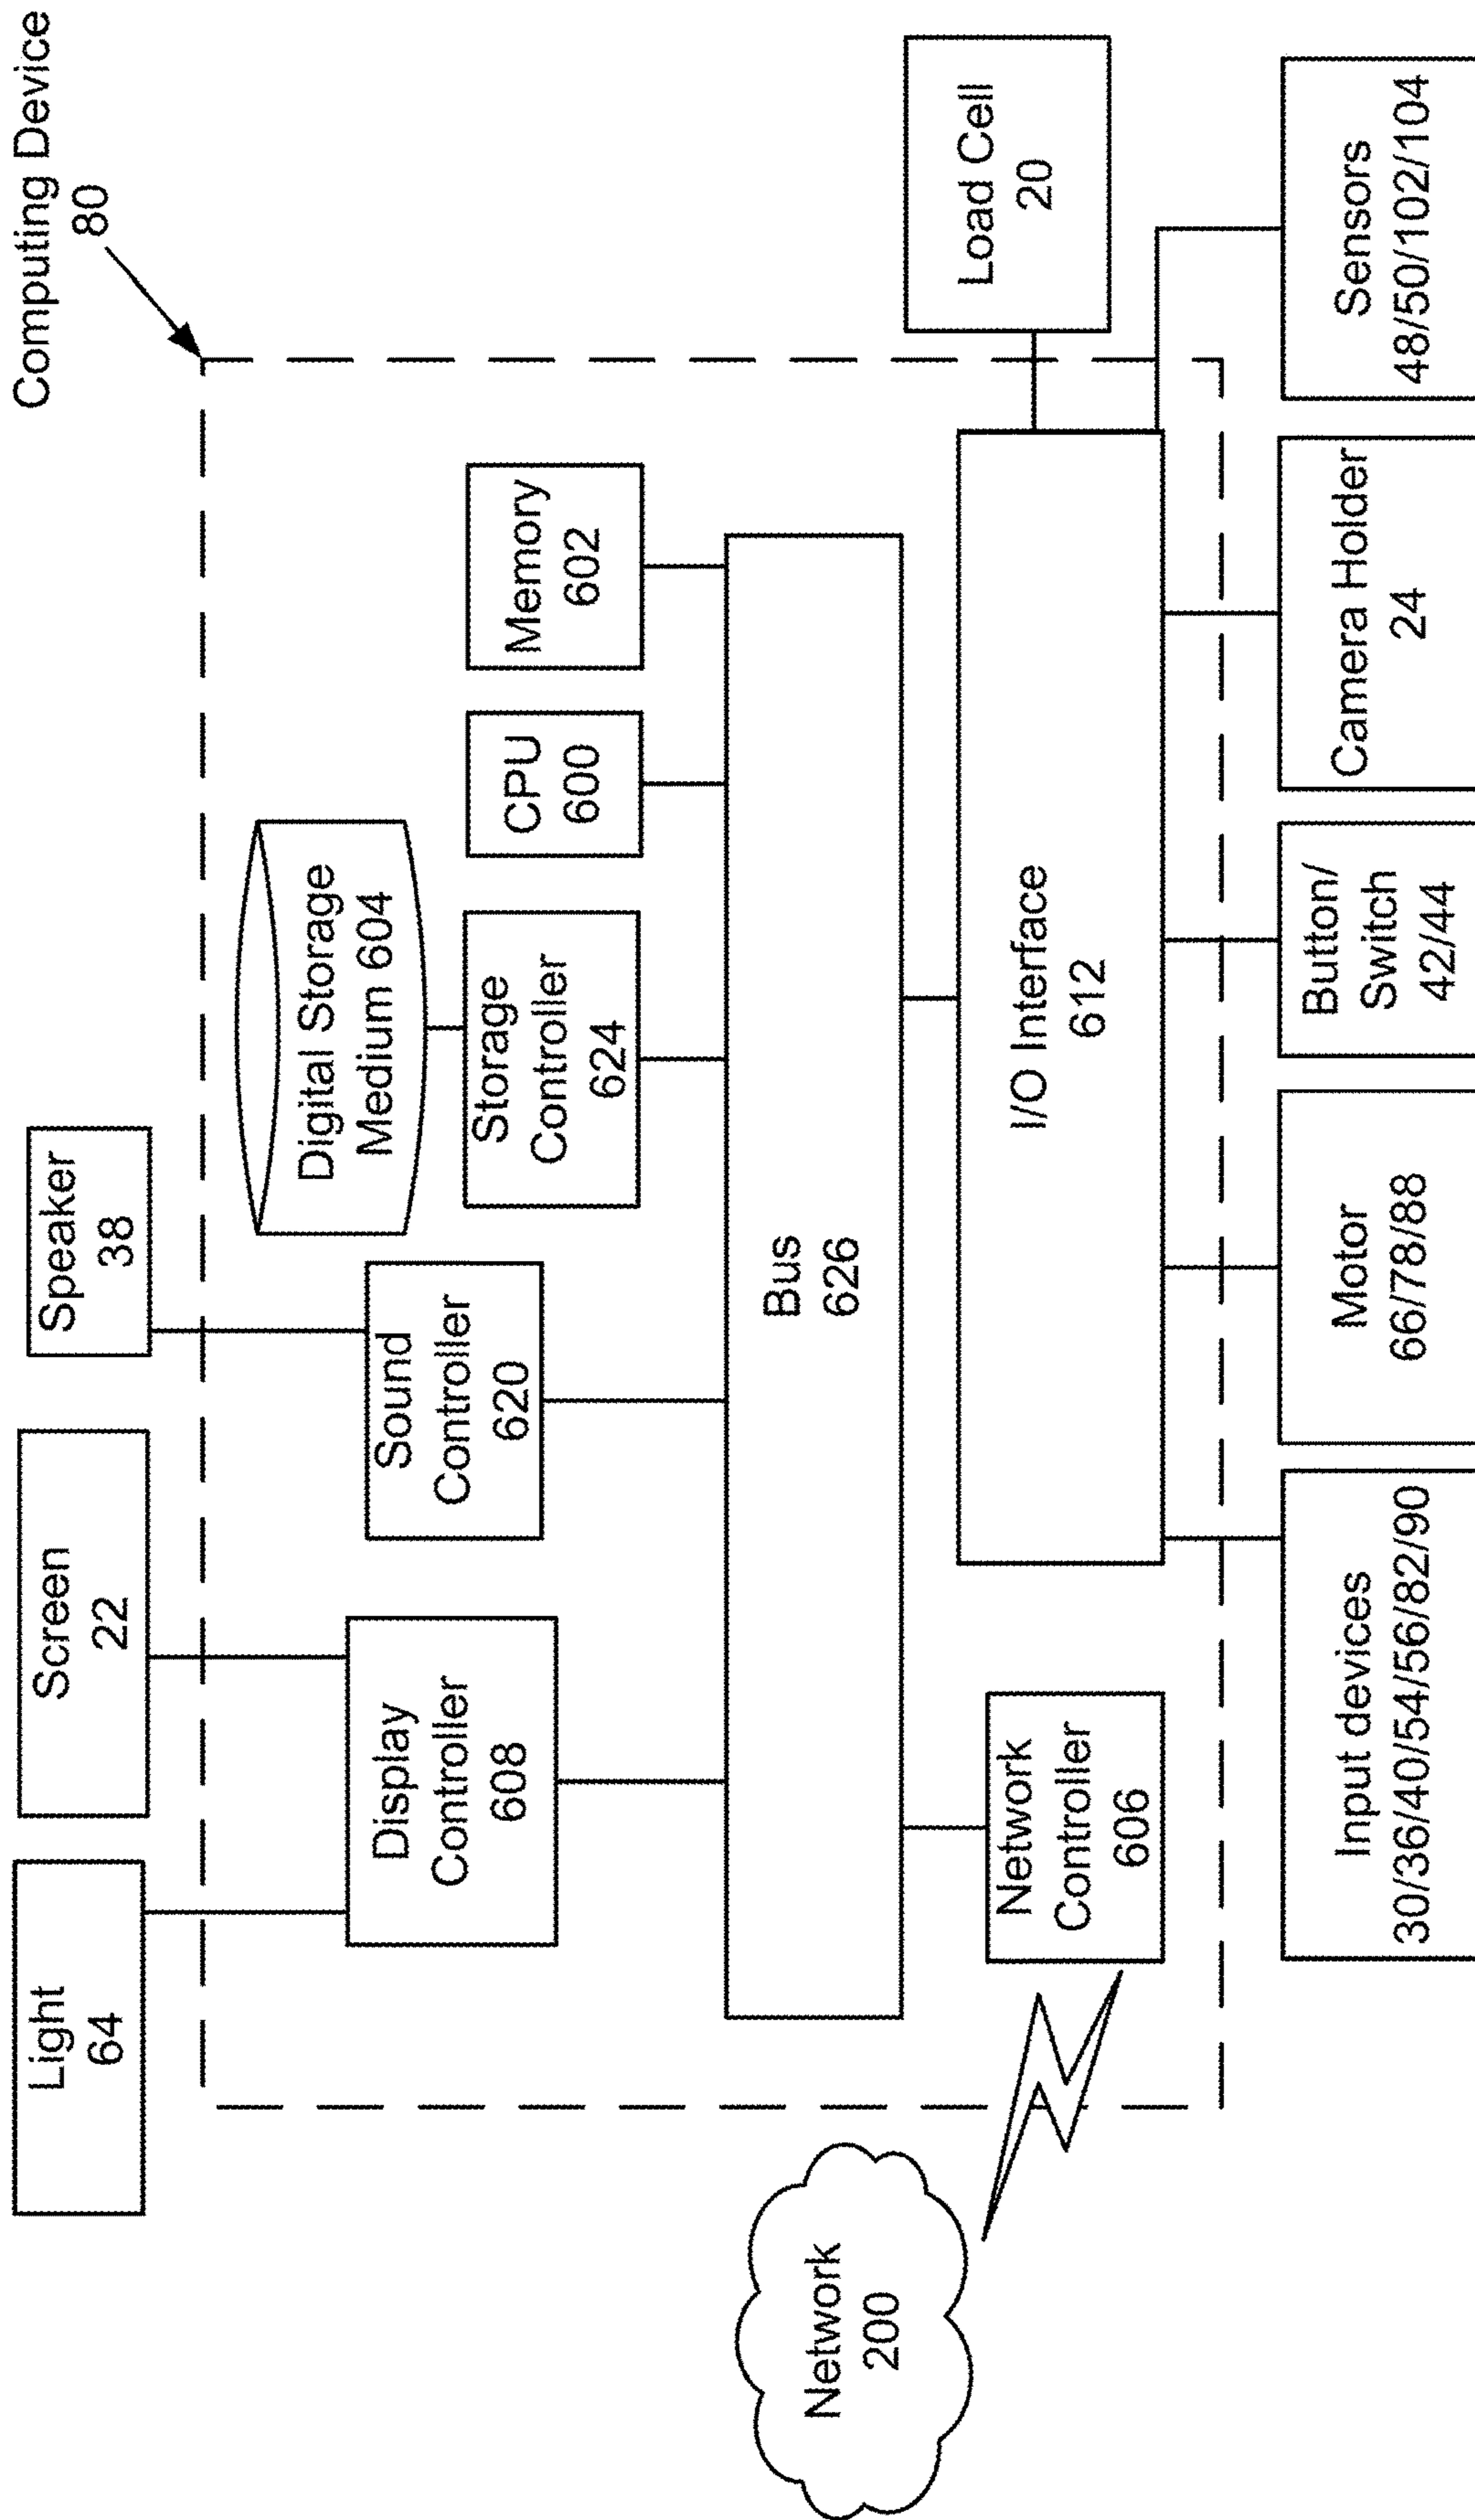 Computing Device
80
Light
64
Screen
22
Speaker
38
Digital Storage
Medium 604
Display
Controller
608
Sound
Controller
620
Storage
Controller
624
CPU
600
Memory
602
Bus
626
Network
200
Network
Controller
606
I/O Interface
612
Load Cell
20
Input devices
30/36/40/54/56/82/90
Motor
66/78/88
Button/
Switch
42/44
Camera Holder
24
Sensors
48/50/102/104